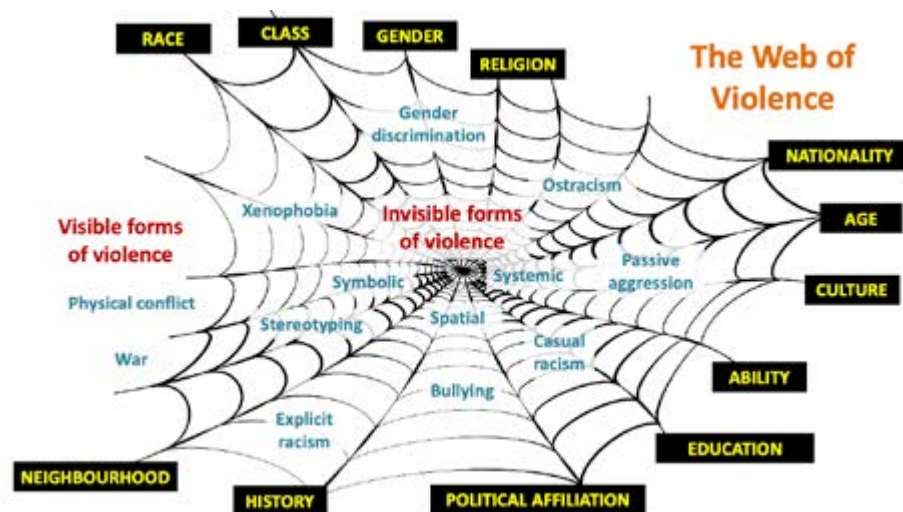 RACE
CLASS
GENDER
RELIGION
The Web of
Violence
Gender
discrimination
NATIONALITY
Ostracism
Xenophobia
Invisible forms
of violence
AGE
Visible forms
of violence
Symbolic
Systemic
Passive
aggression
CULTURE
Physical conflict
Stereotyping
Spatial
War
Casual
racism
ABILITY
Bullying
Explicit
racism
EDUCATION
NEIGHBOURHOOD
HISTORY
POLITICAL AFFILIATION